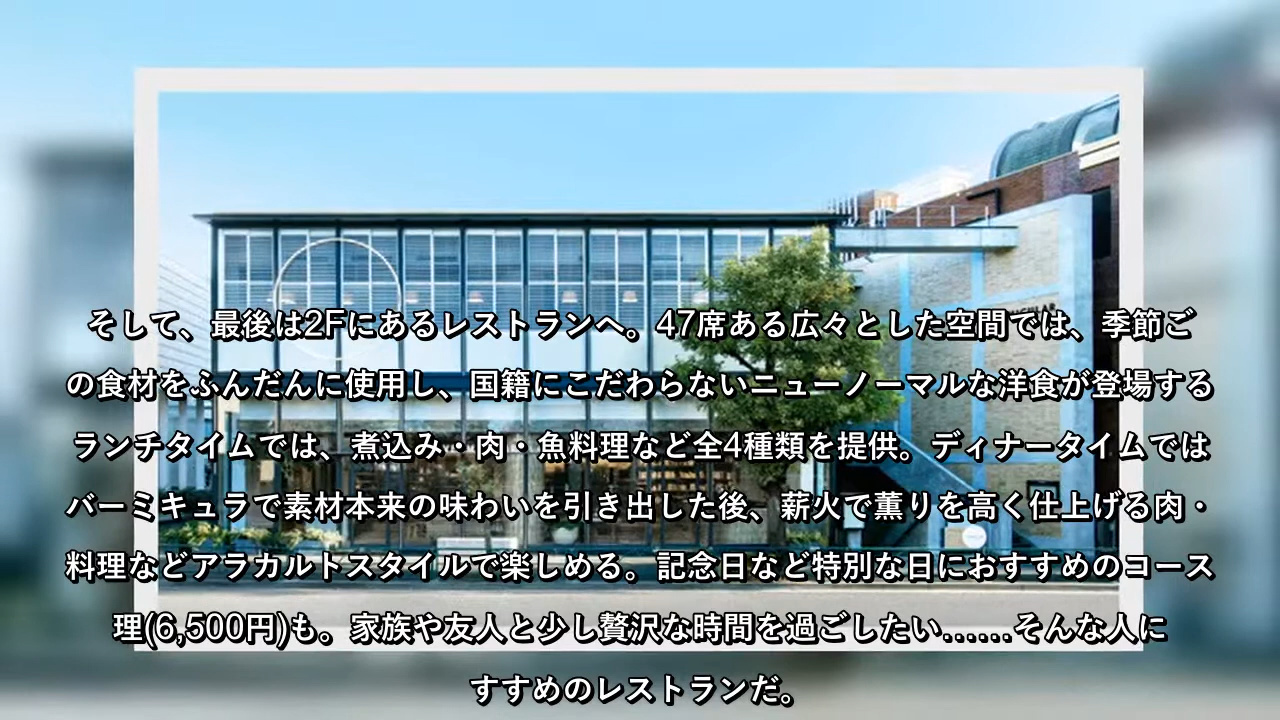 そして、最後は2Fにあるレストランへ。47席ある広々とした空間では、季節ご
の食材をふんだんに使用し、国籍にこだわらないニューノーマルな洋食が登場する
ランチタイムでは、煮込み・肉・魚料理など全4種類を提供。ディナータイムでは
バーミキュラで素材本来の味わいを引き出した後、薪火で薫りを高く仕上げる肉・
料理などアラカルトスタイルで楽しめる。記念日など特別な日におすすめのコース
理(6,500円)も。家族や友人と少し贅沢な時間を過ごしたい……そんな人に
すすめのレストランだ。